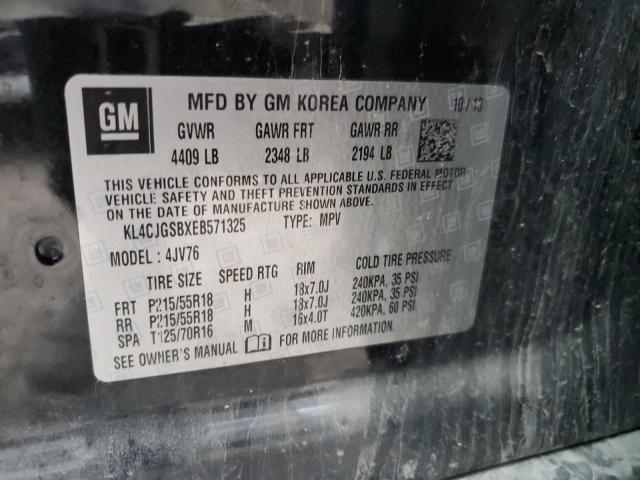 GM
MFD BY GM KOREA COMPANY 10/13
GVWR GAWR FRT GAWR RR
4409 LB 2348 LB 2194 LB
THIS VEHICLE CONFORMS TO ALL APPLICABLE U.S. FEDERAL MOTOR
VEHICLE SAFETY AND THEFT PREVENTION STANDARDS IN EFFECT
ON THE DATE OF MANUFACTURE SHOWN ABOVE.
KL4CJGSBXEB571325 TYPE: MPV
MODEL: 4JV76
TIRE SIZE SPEED RTG RIM COLD TIRE PRESSURE
FRT P215/55R18 H 18x7.0J 240KPA, 35 PSI
RR P215/55R18 H 18x7.0J 240KPA, 35 PSI
SPA T125/70R16 M 16x4.0T 420KPA, 60 PSI
SEE OWNER'S MANUAL FOR MORE INFORMATION.